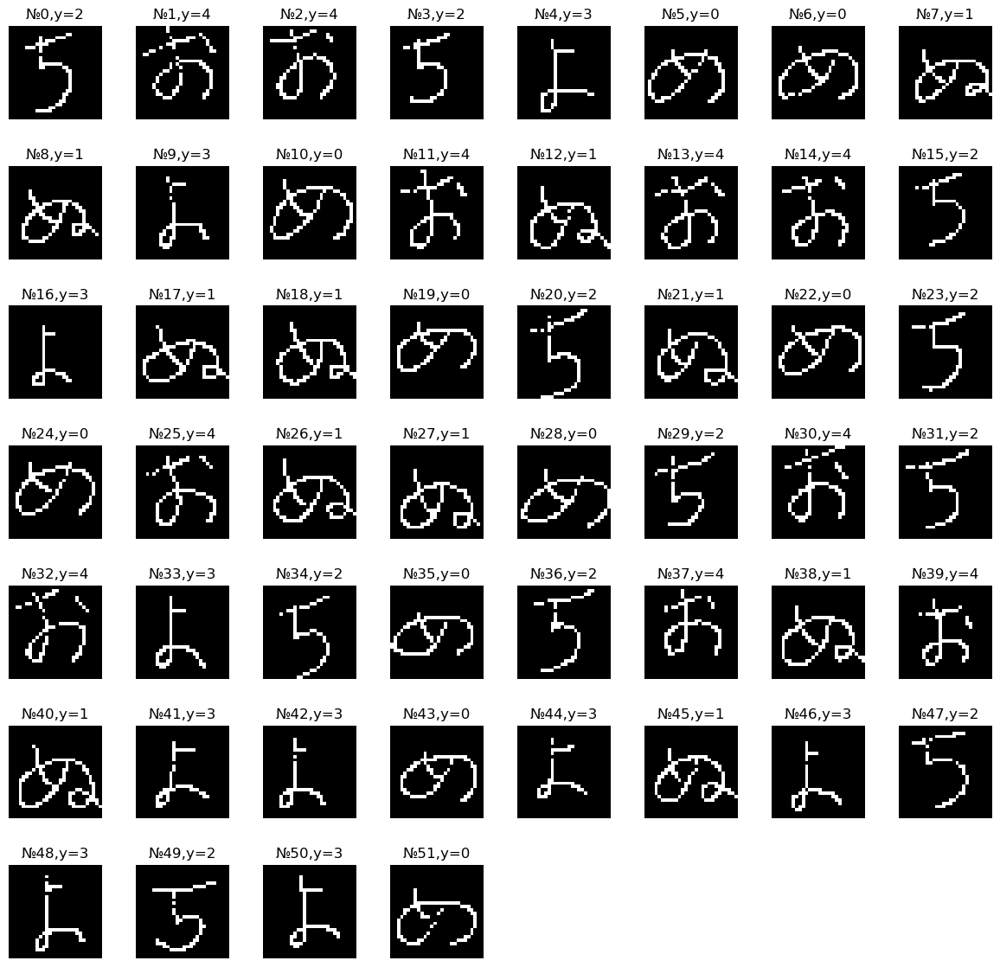 №0,y=2 №1,y=4 №2,y=4 №3,y=2 №4,y=3 №5,y=0 №6,y=0 №7,y=1
ち お お ち よ め め ぬ
№8,y=1 №9,y=3 №10,y=0 №11,y=4 №12,y=1 №13,y=4 №14,y=4 №15,y=2
ぬ よ め お ぬ お お ち
№16,y=3 №17,y=1 №18,y=1 №19,y=0 №20,y=2 №21,y=1 №22,y=0 №23,y=2
よ ぬ ぬ め ち ぬ め ち
№24,y=0 №25,y=4 №26,y=1 №27,y=1 №28,y=0 №29,y=2 №30,y=4 №31,y=2
め お ぬ ぬ め ち お ち
№32,y=4 №33,y=3 №34,y=2 №35,y=0 №36,y=2 №37,y=4 №38,y=1 №39,y=4
お よ ち め ち お ぬ お
№40,y=1 №41,y=3 №42,y=3 №43,y=0 №44,y=3 №45,y=1 №46,y=3 №47,y=2
ぬ よ よ め よ ぬ よ ち
№48,y=3 №49,y=2 №50,y=3 №51,y=0
よ ち よ め